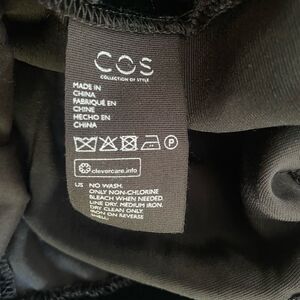 COS
COLLECTION OF STYLE
MADE IN
CHINA
FABRIQUÉ EN
CHINE
HECHO EN
CHINA
P
clevercare.info
US NO WASH.
ONLY NON-CHLORINE
BLEACH WHEN NEEDED.
LINE DRY. MEDIUM IRON.
DRY CLEAN ONLY
IRON ON REVERSE
SHELL: